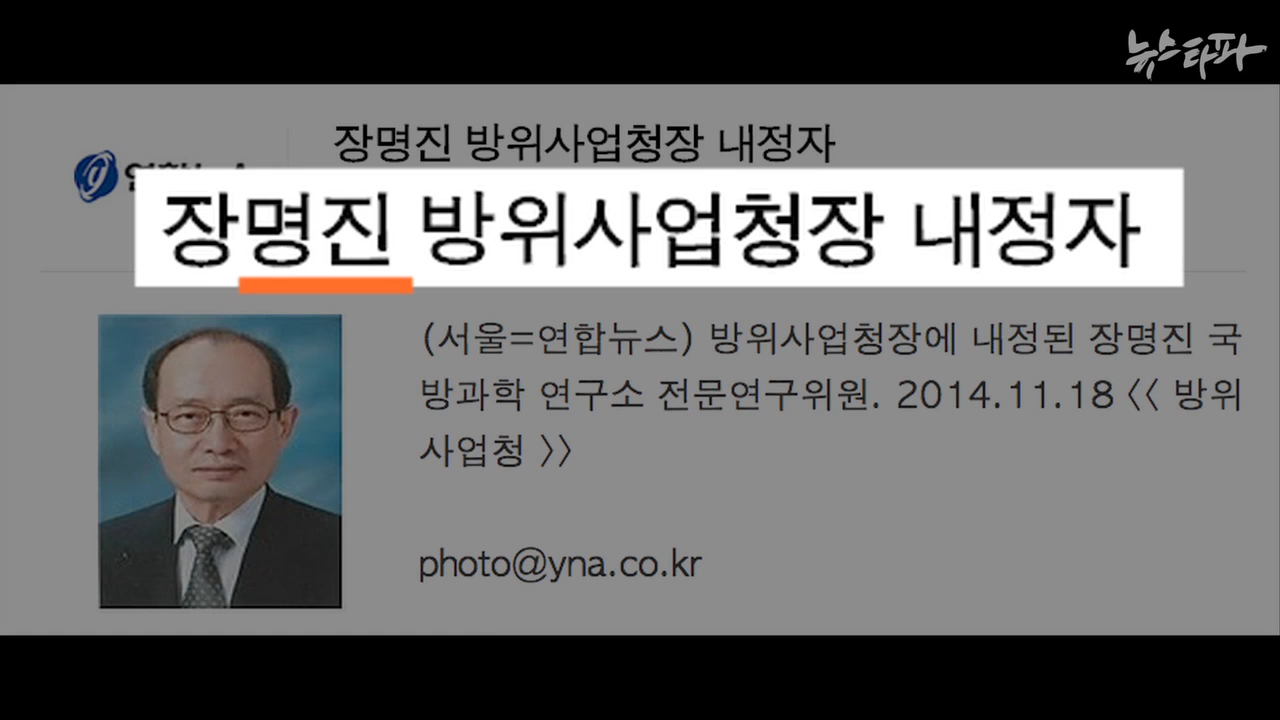 뉴스타파
장명진 방위사업청장 내정자
장명진 방위사업청장 내정자
(서울=연합뉴스) 방위사업청장에 내정된 장명진 국
방과학 연구소 전문연구위원. 2014.11.18 << 방위
사업청 >>
photo@yna.co.kr